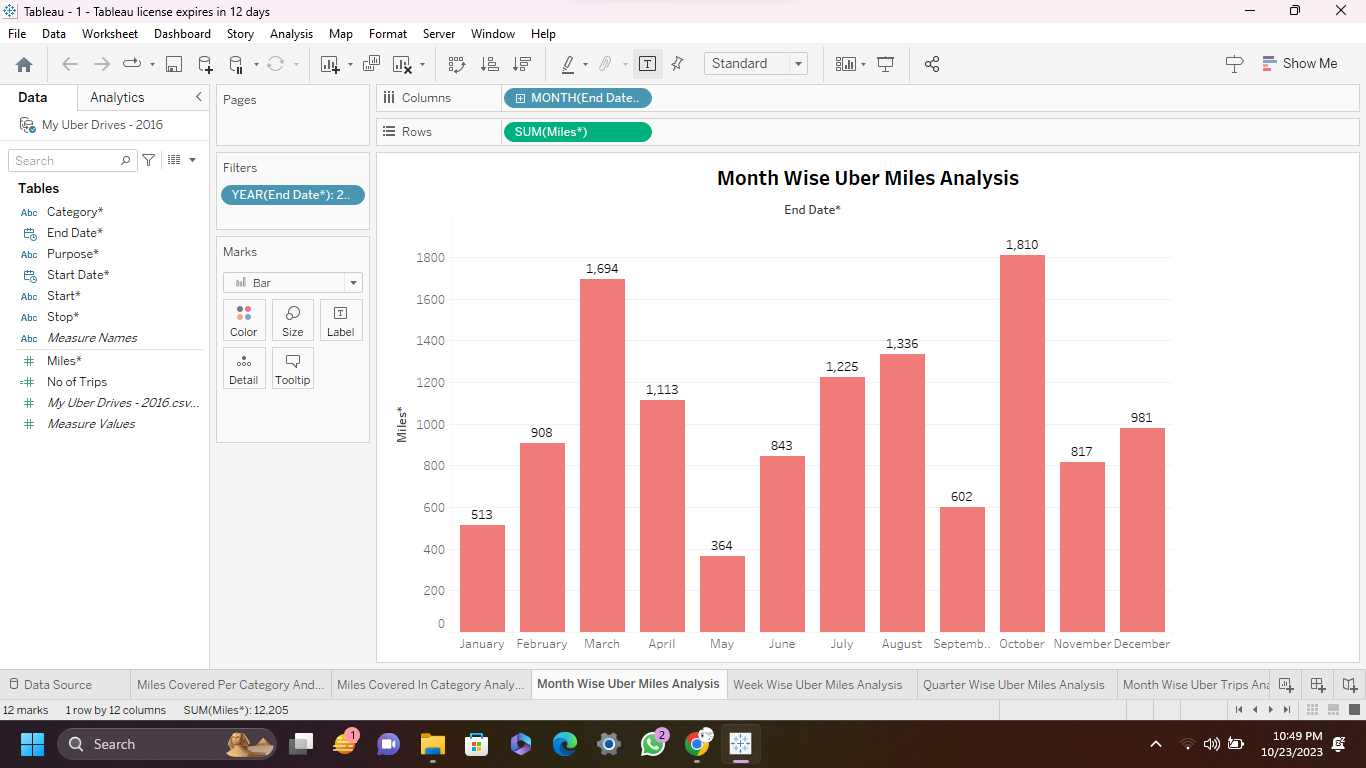 Tableau - 1 - Tableau license expires in 12 days
File Data Worksheet Dashboard Story Analysis Map Format Server Window Help
Standard
Show Me
Data Analytics
My Uber Drives - 2016
Search
Tables
Abc Category*
End Date*
Abc Purpose*
Start Date*
Abc Start*
Abc Stop*
Abc Measure Names
Miles*
No of Trips
My Uber Drives - 2016.csv...
Measure Values
Pages
Filters
YEAR(End Date*): 2..
Marks
Bar
Color Size Label
Detail Tooltip
Columns MONTH(End Date..
Rows SUM(Miles*)
Month Wise Uber Miles Analysis
End Date*
Miles*
1800
1600
1400
1200
1000
800
600
400
200
0
513 908 1,694 1,113 364 843 1,225 1,336 602 1,810 817 981
January February March April May June July August Septemb.. October November December
Data Source Miles Covered Per Category And... Miles Covered In Category Analy... Month Wise Uber Miles Analysis Week Wise Uber Miles Analysis Quarter Wise Uber Miles Analysis Month Wise Uber Trips Ana
12 marks 1 row by 12 columns SUM(Miles*): 12,205
Search
1
2
10:49 PM
10/23/2023